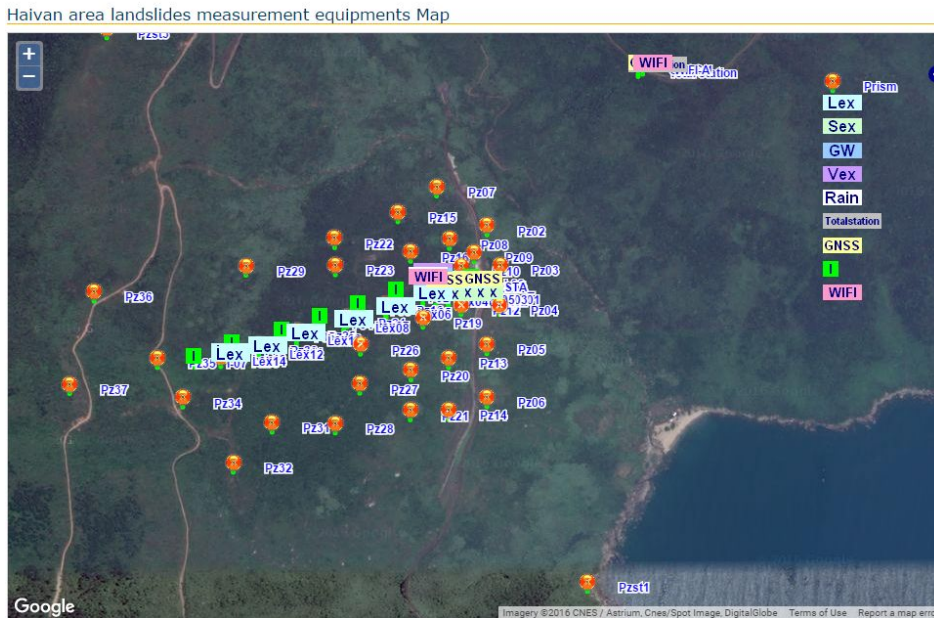 Haivan area landslides measurement equipments Map
+
−
Pzst3
WIFI
Prism
Lex
Sex
GW
Vex
Rain
Totalstation
GNSS
I
WIFI
Pz07
Pz15
Pz02
Pz22
Pz08
Pz09
Pz29
Pz23
Pz03
WIFI
GNSS
Pz36
I
Lex
Pz04
I
Lex
I
Lex
Pz19
I
Lex
Lex08
I
Lex
Lex12
I
Lex
Lex14
Pz26
Pz05
Pz13
Pz20
Pz37
Pz27
Pz34
Pz06
Pz21
Pz14
Pz31
Pz28
Pz32
Pzst1
Google
Imagery ©2016 CNES / Astrium, Cnes/Spot Image, DigitalGlobe
Terms of Use
Report a map erro